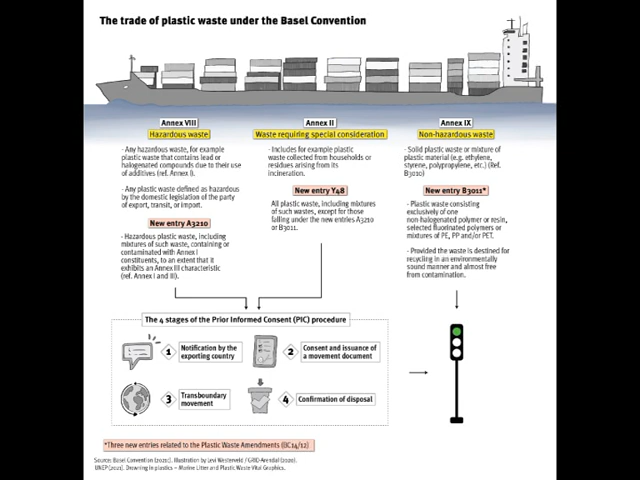 The trade of plastic waste under the Basel Convention
Annex VIII
Hazardous waste
- Any hazardous waste, for example
plastic waste that contains lead or
halogenated compounds due to their use
of additives (ref. Annex I).
- Any plastic waste defined as hazardous
by the domestic legislation of the party
of export, transit, or import.
New entry A3210
- Hazardous plastic waste, including
mixtures of such waste, containing or
contaminated with Annex I
constituents, to an extent that it
exhibits an Annex III characteristic
(ref. Annex I and III).
Annex II
Waste requiring special consideration
- Includes for example plastic
waste collected from households or
residues arising from its
incineration.
New entry Y48
All plastic waste, including mixtures
of such wastes, except for those
falling under the new entries A3210
or B3011.
Annex IX
Non-hazardous waste
- Solid plastic waste or mixture of
plastic material (e.g. ethylene,
styrene, polypropylene, etc.) (Ref.
B3010)
New entry B3011*
- Plastic waste consisting
exclusively of one
non-halogenated polymer or resin,
selected fluorinated polymers or
mixtures of PE, PP and/or PET.
- Provided the waste is destined for
recycling in an environmentally
sound manner and almost free
from contamination.
The 4 stages of the Prior Informed Consent (PIC) procedure
1 Notification by the
exporting country
2 Consent and issuance of
a movement document
3 Transboundary
movement
4 Confirmation of disposal
*Three new entries related to the Plastic Waste Amendments (BC14/12)
Source: Basel Convention (2020). Illustration by Levi Westerveld / GRID-Arendal (2020).
UNEP (2021). Drowning in plastics – Marine Litter and Plastic Waste Vital Graphics.